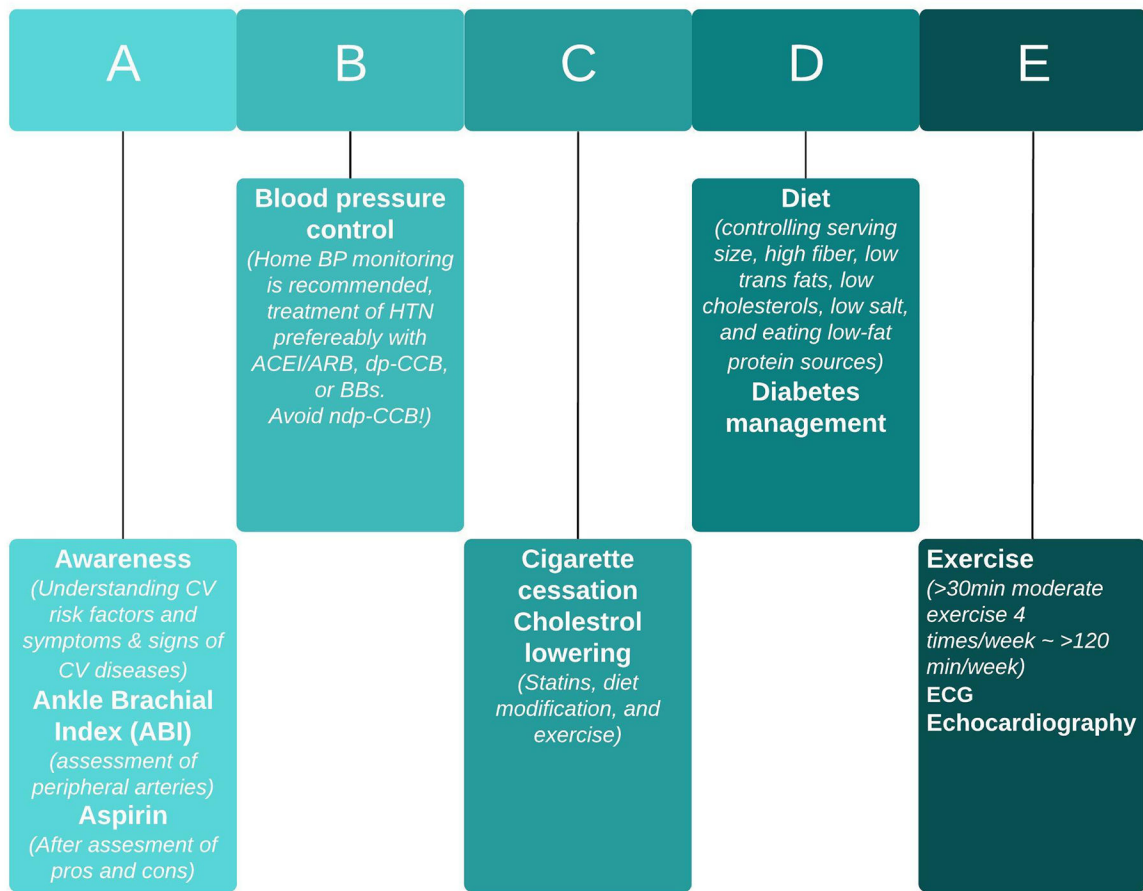 A
B
C
D
E
Blood pressure
control
(Home BP monitoring
is recommended,
treatment of HTN
prefereably with
ACEI/ARB, dp-CCB,
or BBs.
Avoid ndp-CCB!)
Diet
(controlling serving
size, high fiber, low
trans fats, low
cholesterols, low salt,
and eating low-fat
protein sources)
Diabetes
management
Awareness
(Understanding CV
risk factors and
symptoms & signs of
CV diseases)
Ankle Brachial
Index (ABI)
(assessment of
peripheral arteries)
Aspirin
(After assesment of
pros and cons)
Cigarette
cessation
Cholestrol
lowering
(Statins, diet
modification, and
exercise)
Exercise
(>30min moderate
exercise 4
times/week ~ >120
min/week)
ECG
Echocardiography